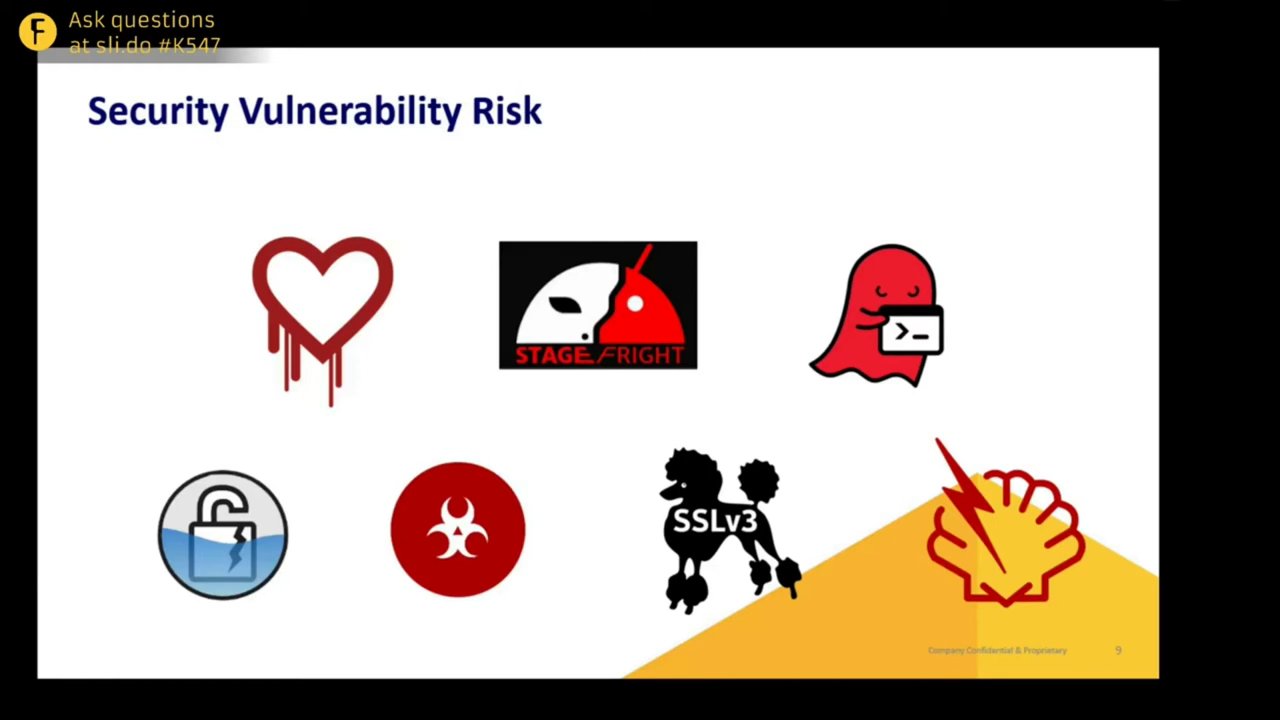 Ask questions
at sli.do #K547
Security Vulnerability Risk
STAGEFRIGHT
SSLv3
Company Confidential & Proprietary
9